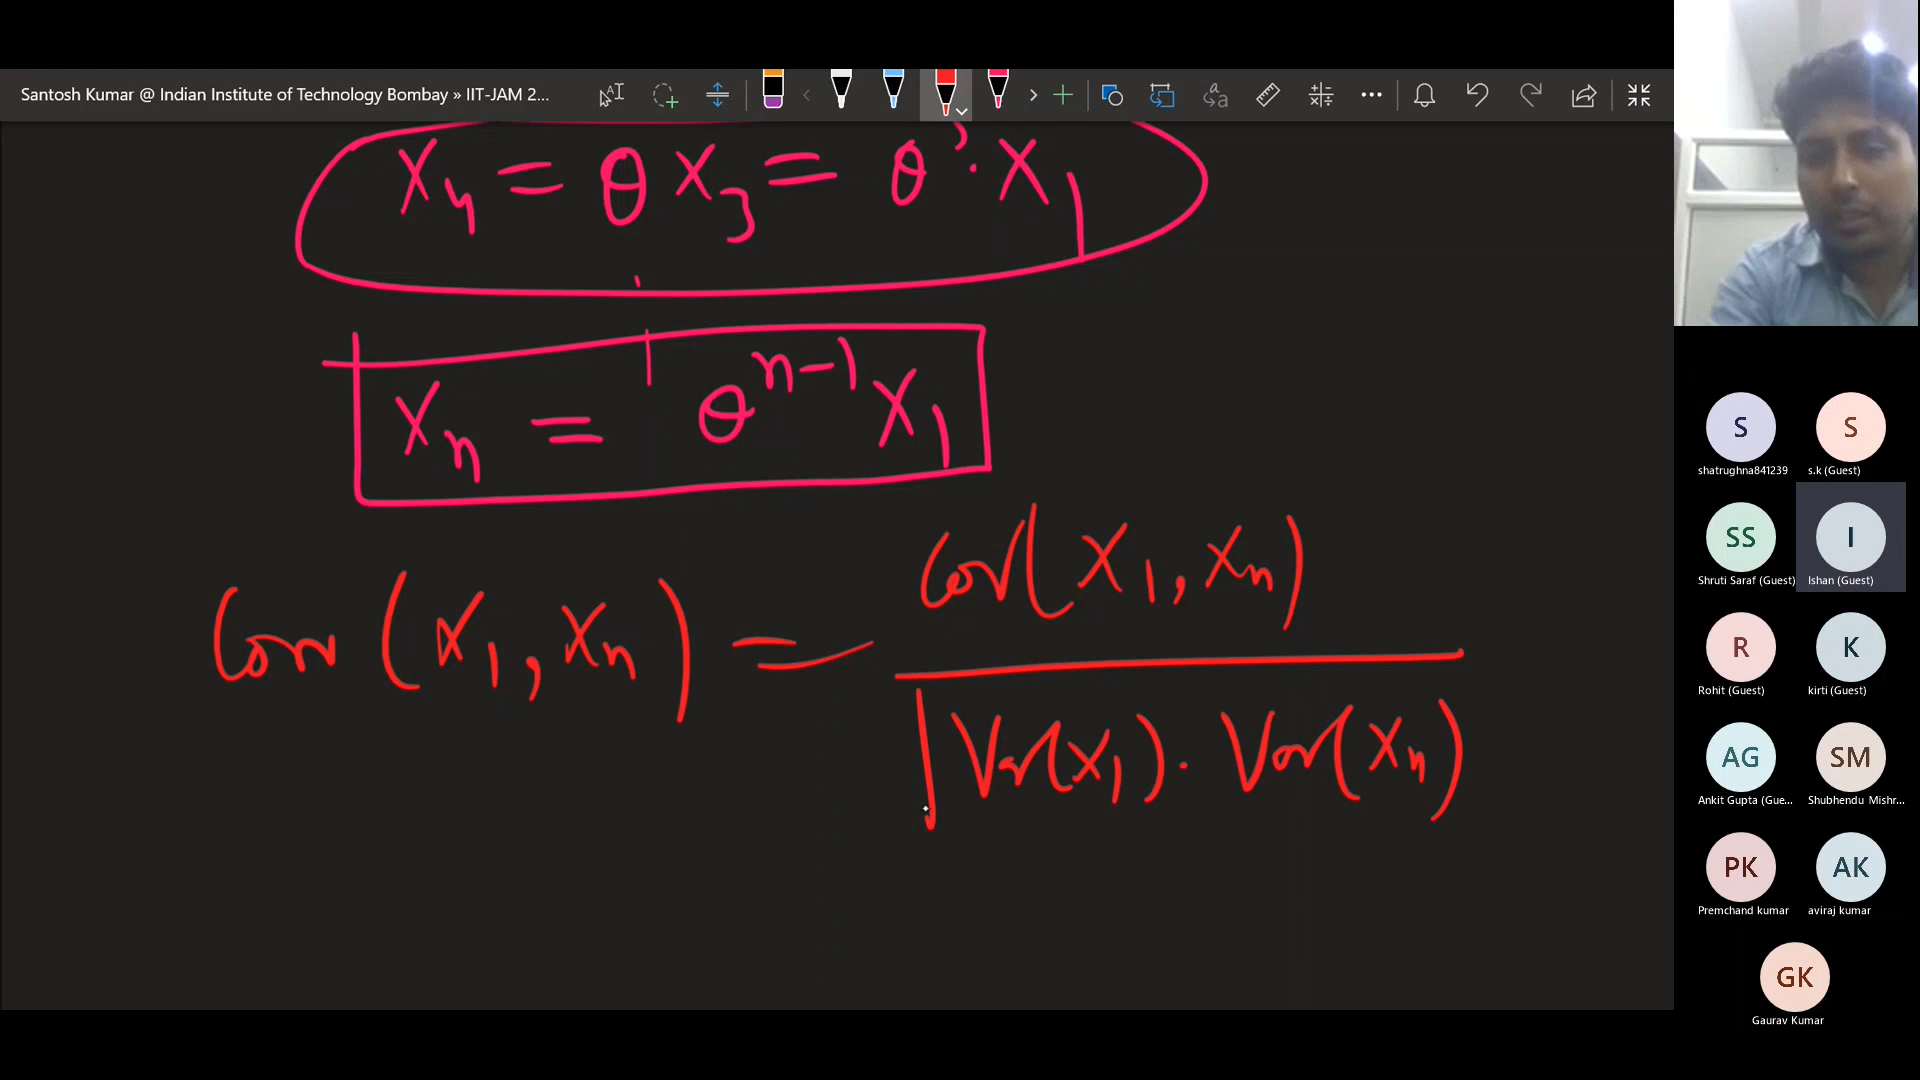 Santosh Kumar @ Indian Institute of Technology Bombay » IIT-JAM 2...
X₄ = θ X₃ = θ³ · X₁
Xₙ = θⁿ⁻¹ X₁
Corr (X₁, Xₙ) = Cov(X₁, Xₙ) / √Var(X₁) · Var(Xₙ)
S
shatrughna841239
S
s.k (Guest)
SS
Shruti Saraf (Guest)
I
Ishan (Guest)
R
Rohit (Guest)
K
kirti (Guest)
AG
Ankit Gupta (Gue...
SM
Shubhendu Mishr...
PK
Premchand kumar
AK
aviraj kumar
GK
Gaurav Kumar